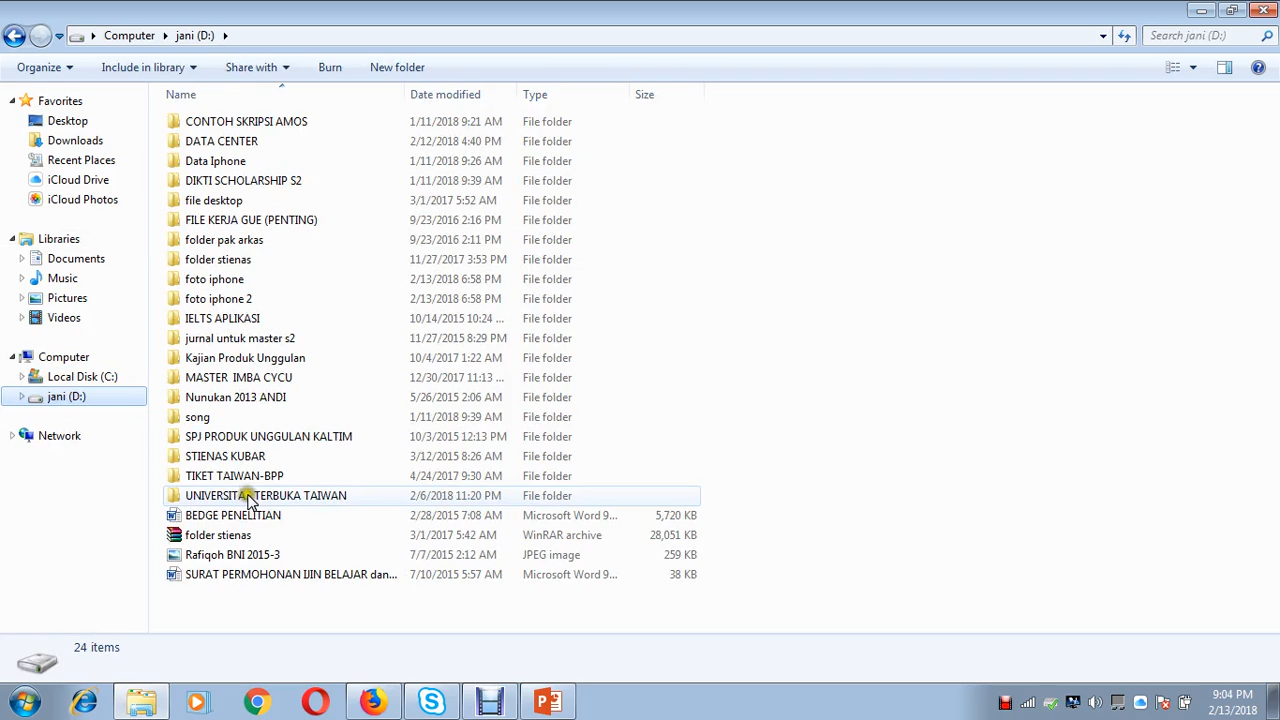 Computer
jani (D:)
Search jani (D:)
Organize
Include in library
Share with
Burn
New folder
Favorites
Desktop
Downloads
Recent Places
iCloud Drive
iCloud Photos
Libraries
Documents
Music
Pictures
Videos
Computer
Local Disk (C:)
jani (D:)
Network
Name Date modified Type Size
CONTOH SKRIPSI AMOS 1/11/2018 9:21 AM File folder
DATA CENTER 2/12/2018 4:40 PM File folder
Data Iphone 1/11/2018 9:26 AM File folder
DIKTI SCHOLARSHIP S2 1/11/2018 9:39 AM File folder
file desktop 3/1/2017 5:52 AM File folder
FILE KERJA GUE (PENTING) 9/23/2016 2:16 PM File folder
folder pak arkas 9/23/2016 2:11 PM File folder
folder stienas 11/27/2017 3:53 PM File folder
foto iphone 2/13/2018 6:58 PM File folder
foto iphone 2 2/13/2018 6:58 PM File folder
IELTS APLIKASI 10/14/2015 10:24 ... File folder
jurnal untuk master s2 11/27/2015 8:29 PM File folder
Kajian Produk Unggulan 10/4/2017 1:22 AM File folder
MASTER IMBA CYCU 12/30/2017 11:13 ... File folder
Nunukan 2013 ANDI 5/26/2015 2:06 AM File folder
song 1/11/2018 9:39 AM File folder
SPJ PRODUK UNGGULAN KALTIM 10/3/2015 12:13 PM File folder
STIENAS KUBAR 3/12/2015 8:26 AM File folder
TIKET TAIWAN-BPP 4/24/2017 9:30 AM File folder
UNIVERSITAS TERBUKA TAIWAN 2/6/2018 11:20 PM File folder
BEDGE PENELITIAN 2/28/2015 7:08 AM Microsoft Word 9... 5,720 KB
folder stienas 3/1/2017 5:42 AM WinRAR archive 28,051 KB
Rafiqoh BNI 2015-3 7/7/2015 2:12 AM JPEG image 259 KB
SURAT PERMOHONAN IJIN BELAJAR dan... 7/10/2015 5:57 AM Microsoft Word 9... 38 KB
24 items
9:04 PM
2/13/2018